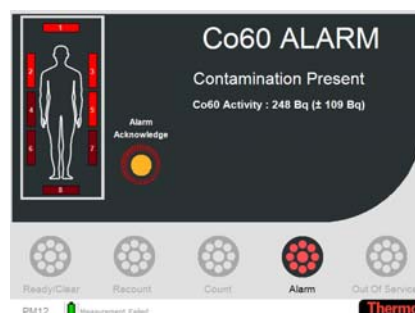 Co60 ALARM
Contamination Present
Co60 Activity : 248 Bq (± 109 Bq)
Alarm
Acknowledge
1
2
3
4
5
6
7
8
Ready/Clear
Recount
Count
Alarm
Out Of Service
PM12
Measurement Failed
Thermo